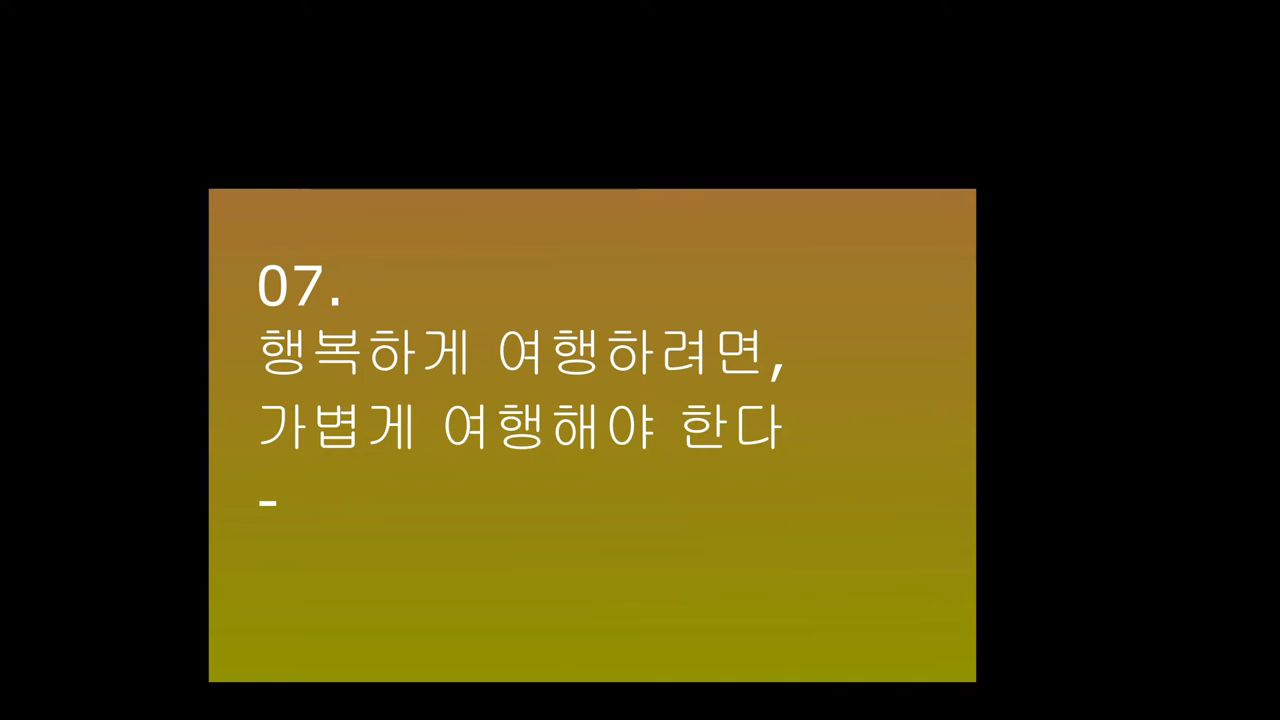 07.
행복하게 여행하려면,
가볍게 여행해야 한다
-